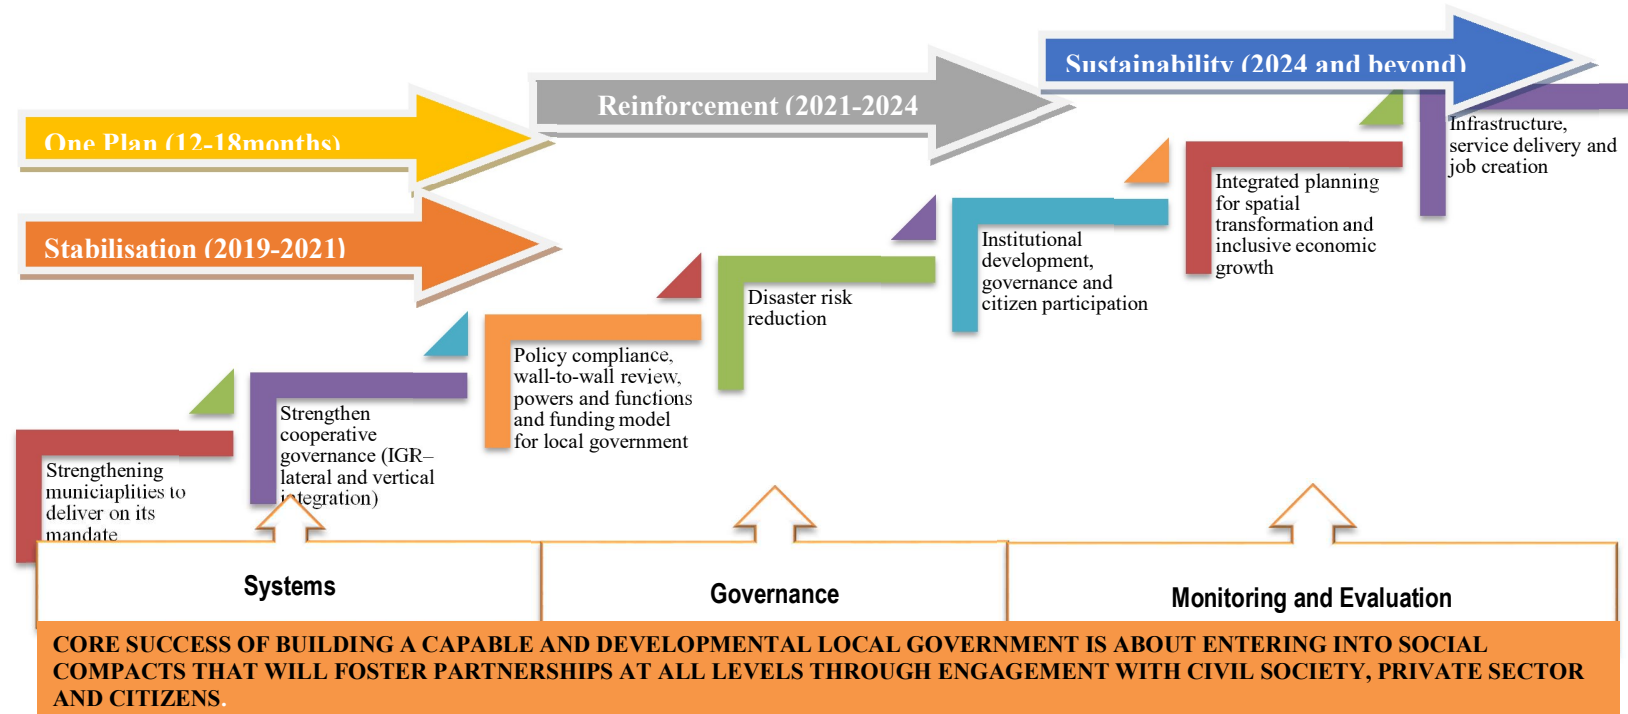 Sustainability (2024 and beyond)
Reinforcement (2021-2024
One Plan (12-18months)
Stabilisation (2019-2021)
Infrastructure,
service delivery and
job creation
Integrated planning
for spatial
transformation and
inclusive economic
growth
Institutional
development,
governance and
citizen participation
Disaster risk
reduction
Policy compliance,
wall-to-wall review,
powers and functions
and funding model
for local government
Strengthen
cooperative
governance (IGR–
lateral and vertical
integration)
Strengthening
municiaplities to
deliver on its
mandate
Systems
Governance
Monitoring and Evaluation
CORE SUCCESS OF BUILDING A CAPABLE AND DEVELOPMENTAL LOCAL GOVERNMENT IS ABOUT ENTERING INTO SOCIAL
COMPACTS THAT WILL FOSTER PARTNERSHIPS AT ALL LEVELS THROUGH ENGAGEMENT WITH CIVIL SOCIETY, PRIVATE SECTOR
AND CITIZENS.